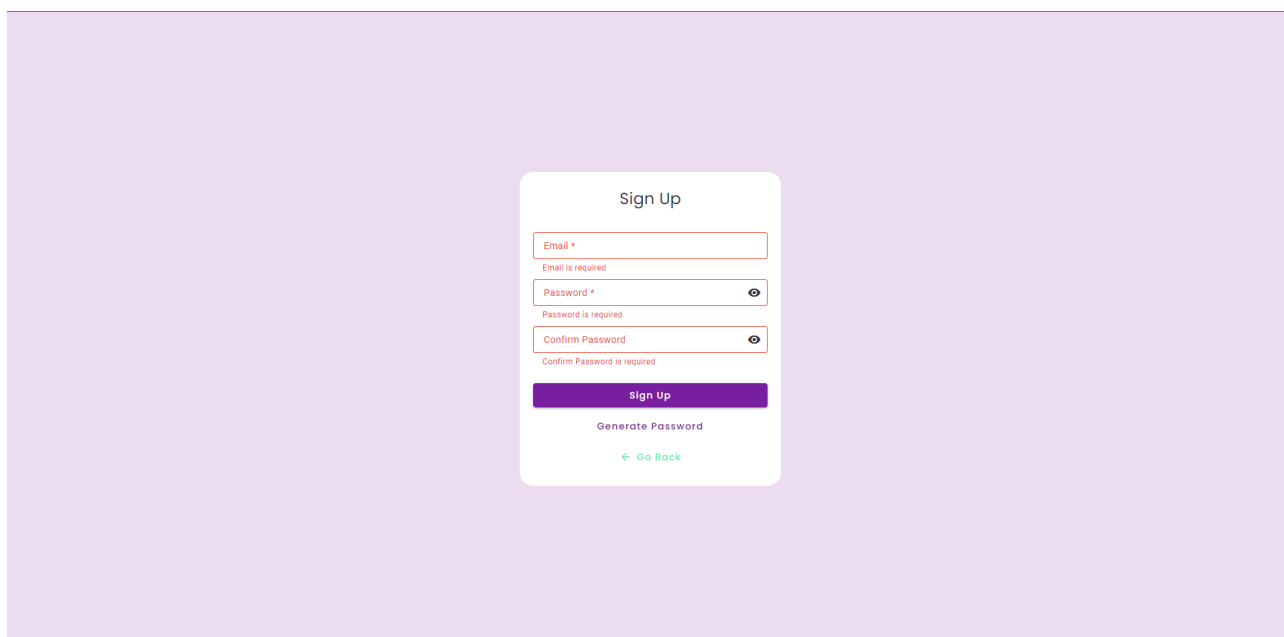 Sign Up
Email *
Email is required
Password *
Password is required
Confirm Password
Confirm Password is required
Sign Up
Generate Password
← Go Back